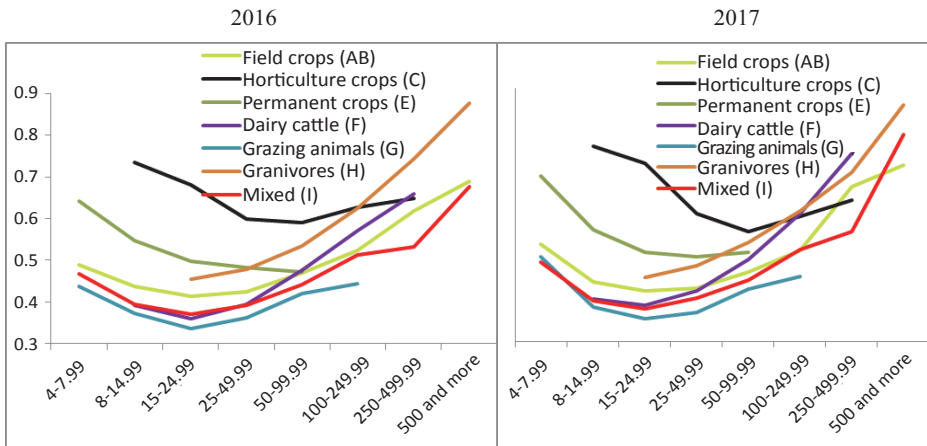 2016
2017
Field crops (AB)
Horticulture crops (C)
Permanent crops (E)
Dairy cattle (F)
Grazing animals (G)
Granivores (H)
Mixed (I)
0.9
0.8
0.7
0.6
0.5
0.4
0.3
4-7.99
8-14.99
15-24.99
25-49.99
50-99.99
100-249.99
250-499.99
500 and more
Field crops (AB)
Horticulture crops (C)
Permanent crops (E)
Dairy cattle (F)
Grazing animals (G)
Granivores (H)
Mixed (I)
4-7.99
8-14.99
15-24.99
25-49.99
50-99.99
100-249.99
250-499.99
500 and more